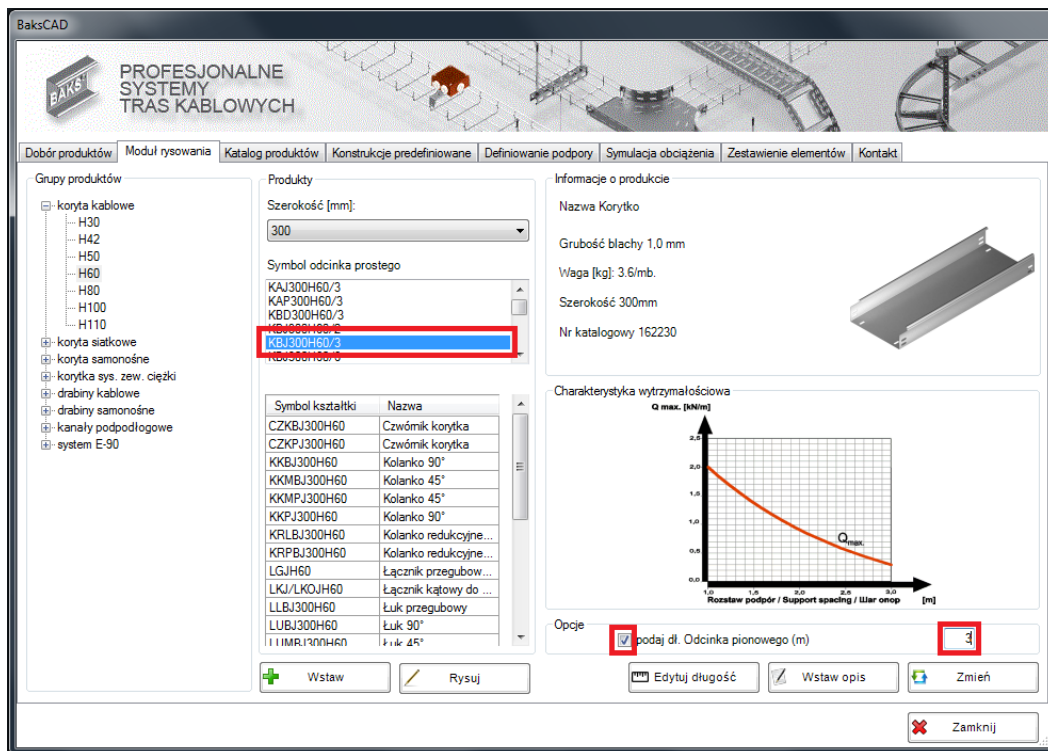 BaksCAD
BAKS
PROFESJONALNE
SYSTEMY
TRAS KABLOWYCH
Dobór produktów
Moduł rysowania
Katalog produktów
Konstrukcje predefiniowane
Definiowanie podpory
Symulacja obciążenia
Zestawienie elementów
Kontakt
Grupy produktów
koryta kablowe
H30
H42
H50
H60
H80
H100
H110
koryta siatkowe
koryta samonośne
korytka sys. zew. ciężki
drabiny kablowe
drabiny samonośne
kanały podpodłogowe
system E-90
Produkty
Szerokość [mm]:
300
Symbol odcinka prostego
KAJ300H60/3
KAP300H60/3
KBD300H60/3
KBJ300H60/2
KBJ300H60/3
Symbol kształtki Nazwa
CZKBJ300H60 Czwórnik korytka
CZKPJ300H60 Czwórnik korytka
KKBJ300H60 Kolanko 90°
KKMBJ300H60 Kolanko 45°
KKMPJ300H60 Kolanko 45°
KKPJ300H60 Kolanko 90°
KRLBJ300H60 Kolanko redukcyjne...
KRPBJ300H60 Kolanko redukcyjne...
LGJH60 Łącznik przegubow...
LKJ/LKOJH60 Łącznik kątowy do ...
LLBJ300H60 Łuk przegubowy
LUBJ300H60 Łuk 90°
LUMBJ300H60 Łuk 45°
Wstaw
Rysuj
Informacje o produkcie
Nazwa Korytko
Grubość blachy 1,0 mm
Waga [kg]: 3.6/mb.
Szerokość 300mm
Nr katalogowy 162230
Charakterystyka wytrzymałościowa
Q max. [kN/m]
2,5
2,0
1,5
1,0
0,5
0,0
Qmax.
1,0 1,5 2,0 2,5 3,0
Rozstaw podpór / Support spacing / Шаг опор [m]
Opcje
podaj dł. Odcinka pionowego (m)
3
Edytuj długość
Wstaw opis
Zmień
Zamknij